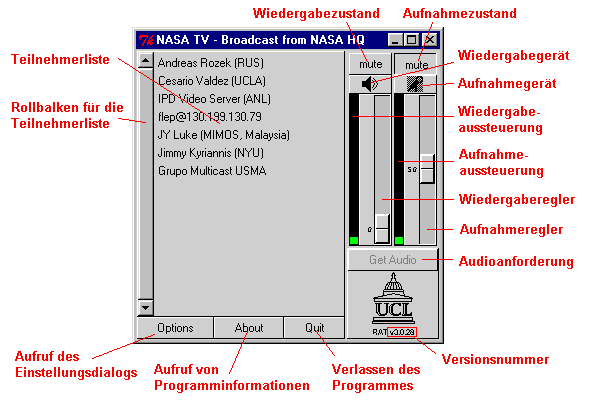 Wiedergabezustand
Aufnahmezustand
NASA TV - Broadcast from NASA HQ
Teilnehmerliste
Rollbalken für die
Teilnehmerliste
Andreas Rozek (RUS)
Cesario Valdez (UCLA)
IPD Video Server (ANL)
flep@130.199.130.79
JY Luke (MIMOS, Malaysia)
Jimmy Kyriannis (NYU)
Grupo Multicast USMA
mute
mute
Wiedergabegerät
Aufnahmegerät
Wiedergabe-
aussteuerung
Aufnahme-
aussteuerung
50
Wiedergaberegler
0
Aufnahmeregler
Get Audio
Audioanforderung
UCL
RAT v3.0.28
Versionsnummer
Options
About
Quit
Aufruf des
Einstellungsdialogs
Aufruf von
Programminformationen
Verlassen des
Programmes